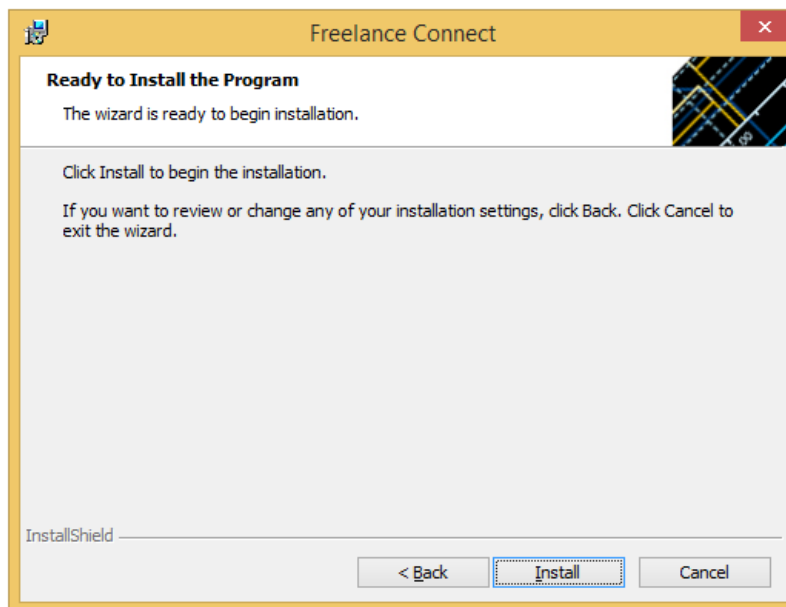 Freelance Connect
Ready to Install the Program
The wizard is ready to begin installation.
Click Install to begin the installation.
If you want to review or change any of your installation settings, click Back. Click Cancel to
exit the wizard.
InstallShield
< Back
Install
Cancel